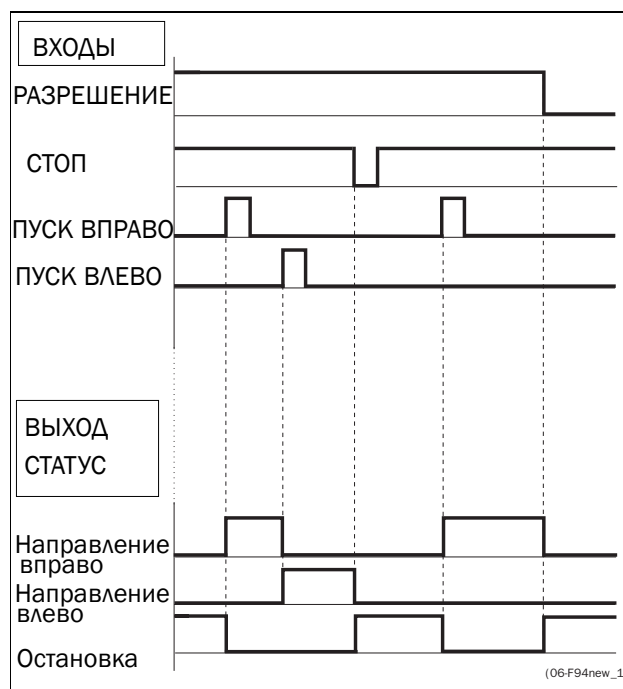 ВХОДЫ
РАЗРЕШЕНИЕ
СТОП
ПУСК ВПРАВО
ПУСК ВЛЕВО
ВЫХОД
СТАТУС
Направление
вправо
Направление
влево
Остановка
(06-F94new_1